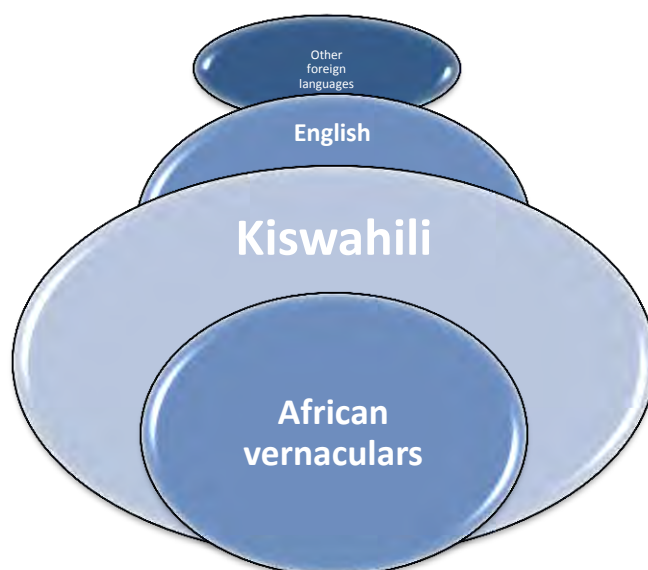 Other
foreign
languages
English
Kiswahili
African
vernaculars